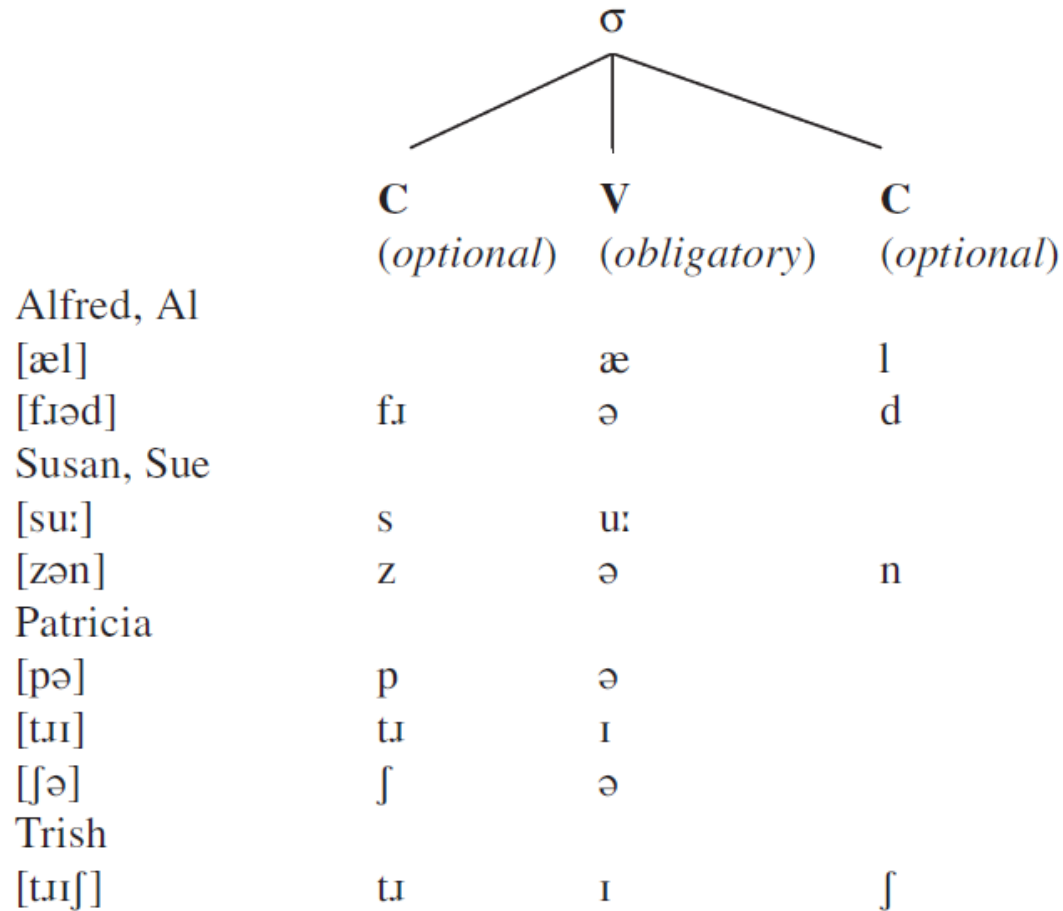 σ
C V C
(optional) (obligatory) (optional)
Alfred, Al
[æl] æ l
[fɹəd] fɹ ə d
Susan, Sue
[suː] s uː
[zən] z ə n
Patricia
[pə] p ə
[tɹɪ] tɹ ɪ
[ʃə] ʃ ə
Trish
[tɹɪʃ] tɹ ɪ ʃ